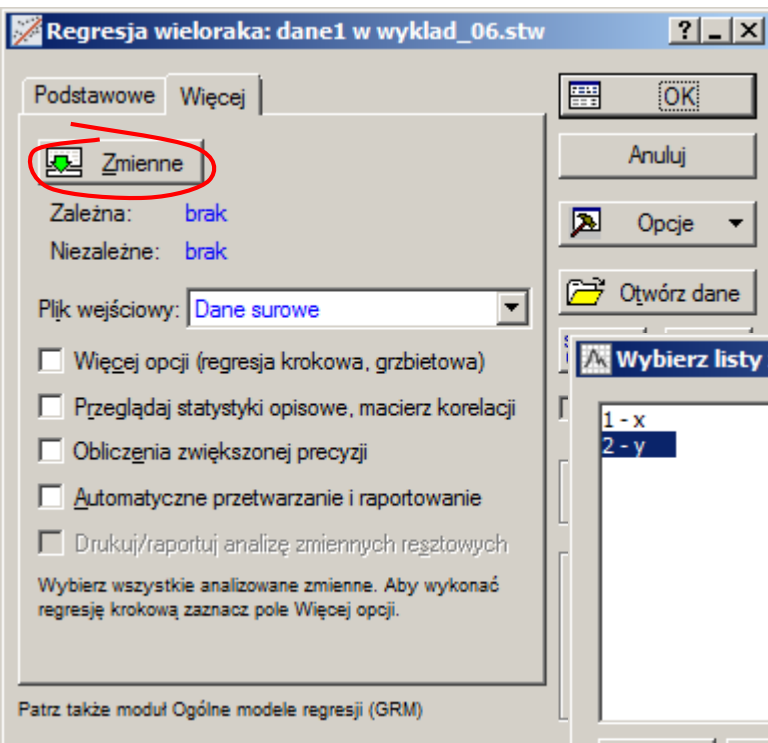 Regresja wieloraka: dane1 w wyklad_06.stw
Podstawowe
Więcej
OK
Zmienne
Anuluj
Zależna: brak
Opcje
Niezależne: brak
Otwórz dane
Plik wejściowy: Dane surowe
Więcej opcji (regresja krokowa, grzbietowa)
Przeglądaj statystyki opisowe, macierz korelacji
Obliczenia zwiększonej precyzji
Automatyczne przetwarzanie i raportowanie
Drukuj/raportuj analizę zmiennych resztowych
Wybierz wszystkie analizowane zmienne. Aby wykonać
regresję krokową zaznacz pole Więcej opcji.
Patrz także moduł Ogólne modele regresji (GRM)
Wybierz listy
1 - x
2 - y